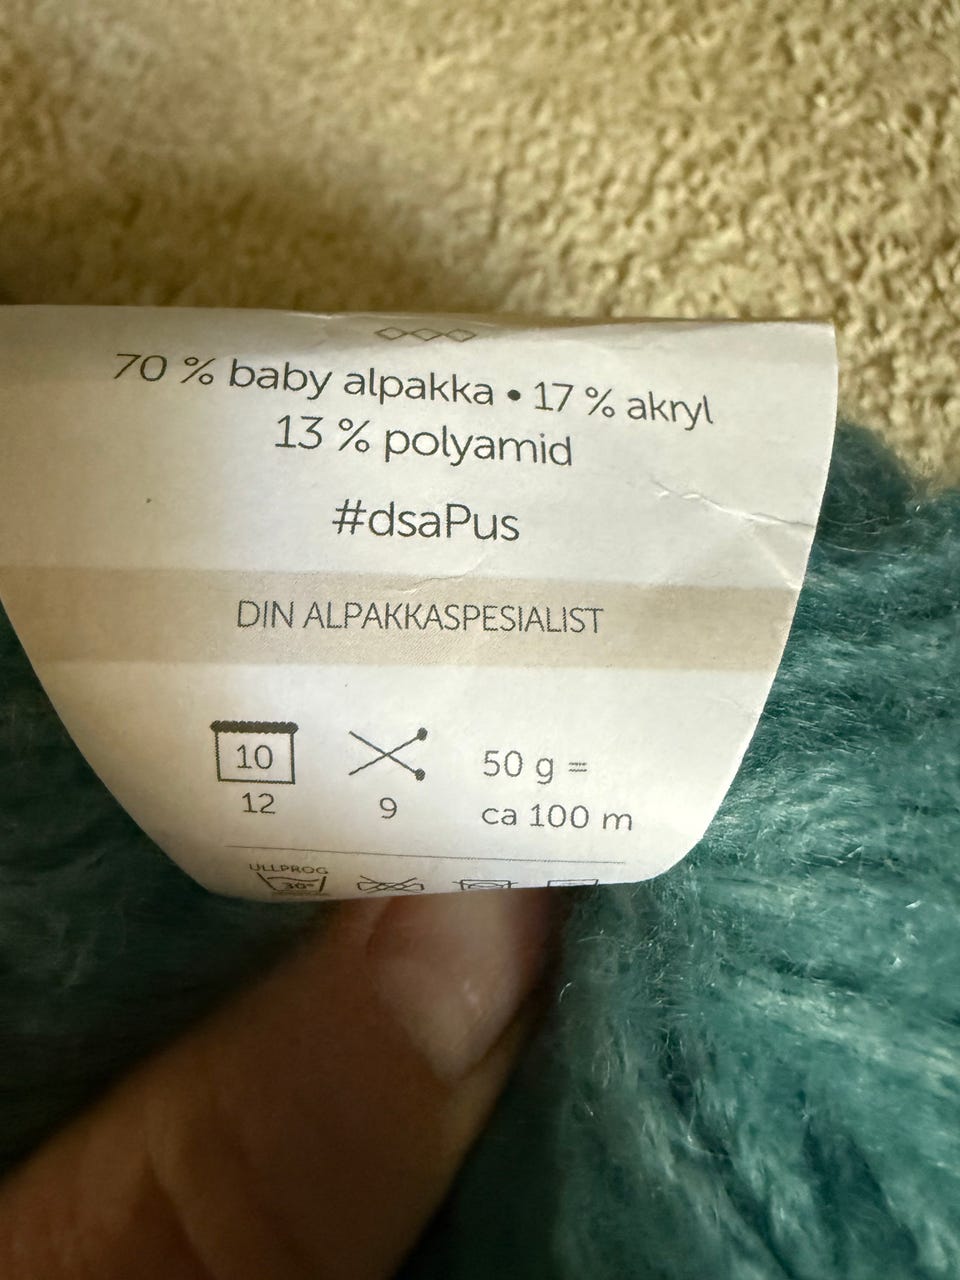 70 % baby alpakka • 17 % akryl
13 % polyamid
#dsaPus
DIN ALPAKKASPESIALIST
10
12
9
50 g =
ca 100 m
ULLPROG
30°